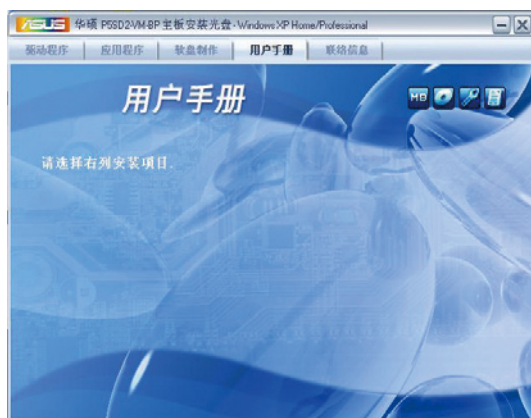 ASUS 华硕 P5SD2-VM-BP 主板安装光盘 - Windows XP Home/Professional
驱动程序 应用程序 软盘制作 用户手册 联络信息
用户手册
MB
请选择右列安装项目.